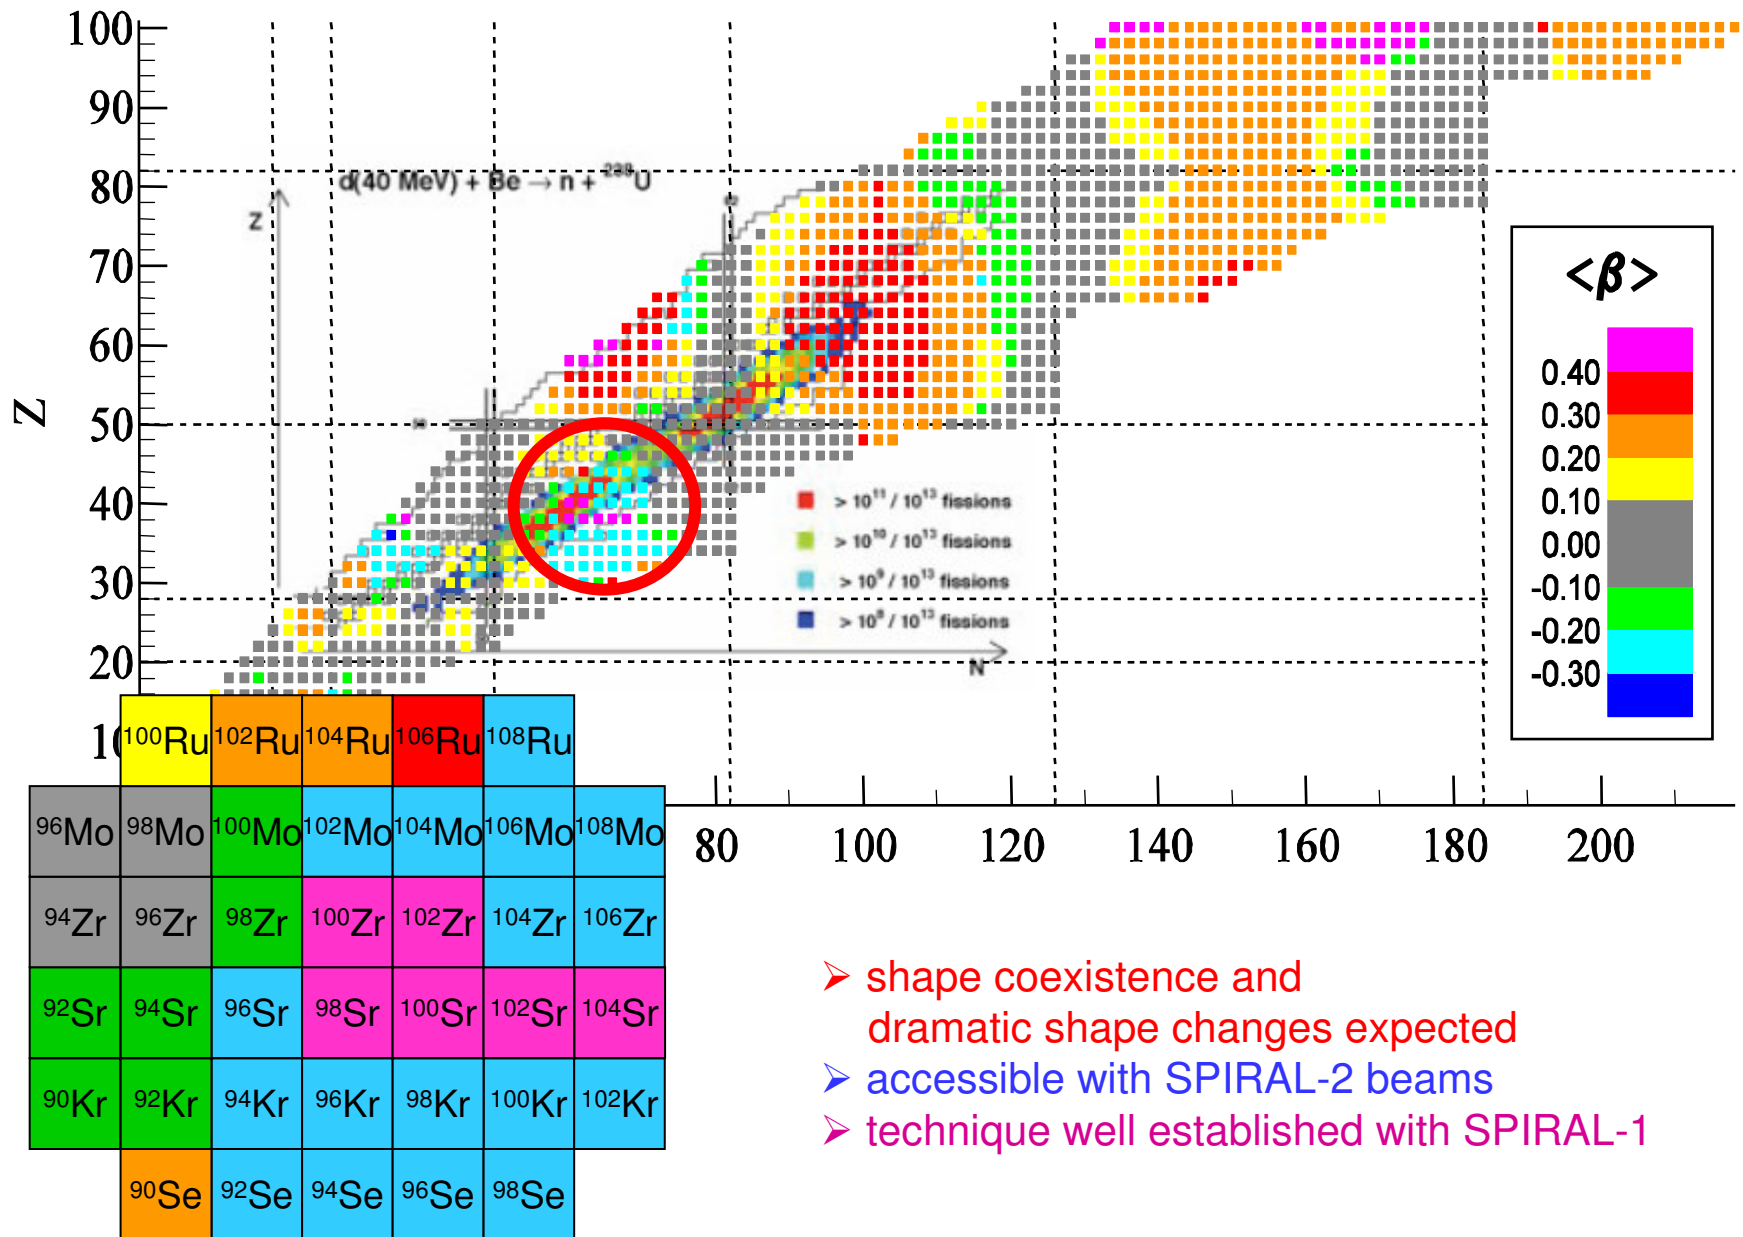 100
90
80
70
60
50
40
30
20
Z
d(40 MeV) + Be → n + ²³⁸U
Z
N
> 10¹¹ / 10¹³ fissions
> 10¹⁰ / 10¹³ fissions
> 10⁹ / 10¹³ fissions
> 10⁸ / 10¹³ fissions
<β>
0.40
0.30
0.20
0.10
0.00
-0.10
-0.20
-0.30
80 100 120 140 160 180 200
¹⁰⁰Ru ¹⁰²Ru ¹⁰⁴Ru ¹⁰⁶Ru ¹⁰⁸Ru
⁹⁶Mo ⁹⁸Mo ¹⁰⁰Mo ¹⁰²Mo ¹⁰⁴Mo ¹⁰⁶Mo ¹⁰⁸Mo
⁹⁴Zr ⁹⁶Zr ⁹⁸Zr ¹⁰⁰Zr ¹⁰²Zr ¹⁰⁴Zr ¹⁰⁶Zr
⁹²Sr ⁹⁴Sr ⁹⁶Sr ⁹⁸Sr ¹⁰⁰Sr ¹⁰²Sr ¹⁰⁴Sr
⁹⁰Kr ⁹²Kr ⁹⁴Kr ⁹⁶Kr ⁹⁸Kr ¹⁰⁰Kr ¹⁰²Kr
⁹⁰Se ⁹²Se ⁹⁴Se ⁹⁶Se ⁹⁸Se
➢ shape coexistence and
dramatic shape changes expected
➢ accessible with SPIRAL-2 beams
➢ technique well established with SPIRAL-1